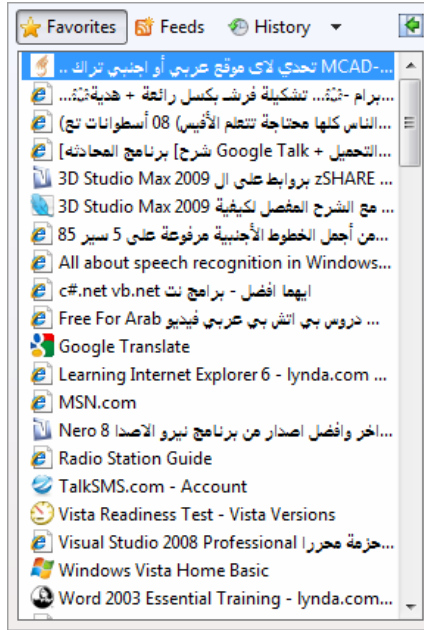 Favorites Feeds History
MCAD-... تحدي لاى موقع عربي أو اجنبي تراك ..
برام -... تشكيلة فرش بكسل رائعة + هدية...
الناس كلها محتاجة تتعلم الأفيس) 08 أسطوانات تع)...
التحميل + Google Talk شرح] برنامج المحادثه]...
3D Studio Max 2009 بروابط على ال zSHARE ...
3D Studio Max 2009 مع الشرح المفصل لكيفية ...
من أجمل الخطوط الأجنبية مرفوعة على 5 سير 85...
All about speech recognition in Windows...
c#.net vb.net ايهما افضل - برامج نت
Free For Arab دروس بي اتش بي عربي فيديو ...
Google Translate
Learning Internet Explorer 6 - lynda.com ...
MSN.com
Nero 8 اخر وافضل اصدار من برنامج نيرو الاصدا...
Radio Station Guide
TalkSMS.com - Account
Vista Readiness Test - Vista Versions
Visual Studio 2008 Professional حزمة محررا...
Windows Vista Home Basic
Word 2003 Essential Training - lynda.com...